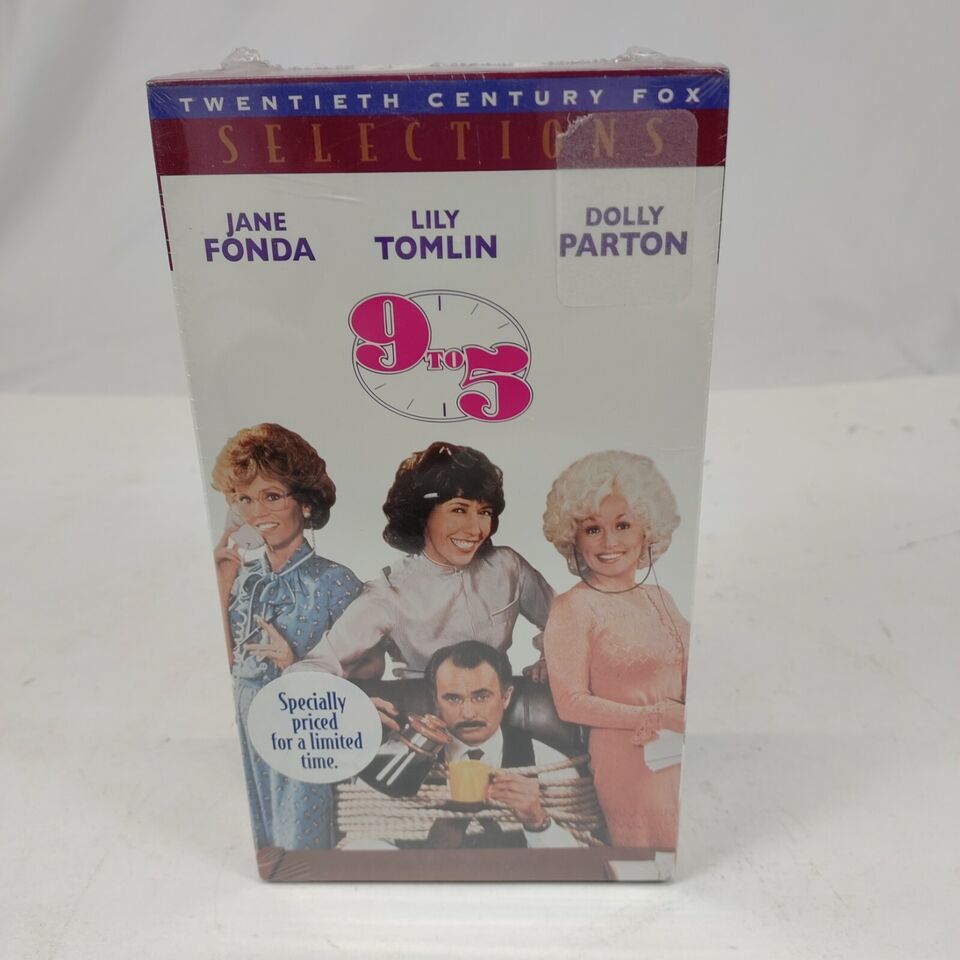 TWENTIETH CENTURY FOX
SELECTIONS
JANE
FONDA
LILY
TOMLIN
DOLLY
PARTON
9 TO 5
Specially
priced
for a limited
time.